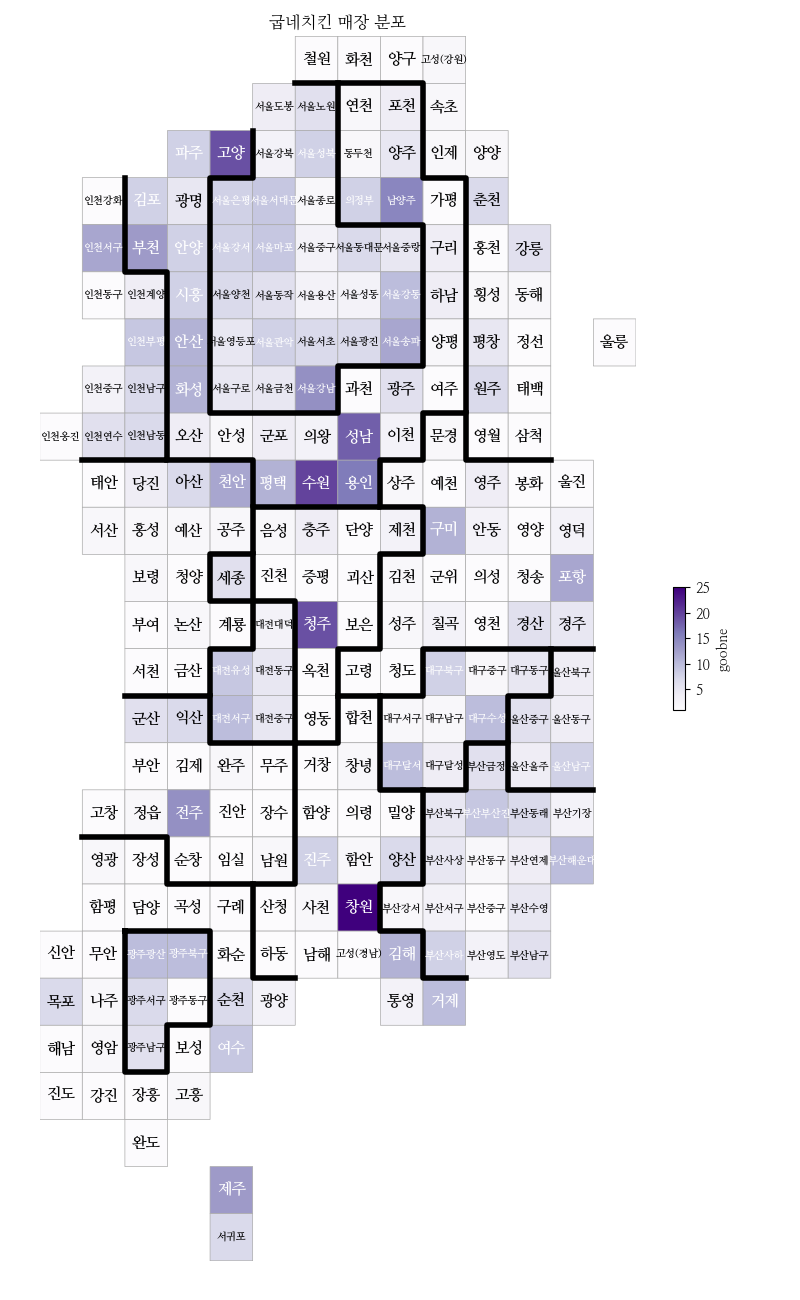 굽네치킨 매장 분포
철원 화천 양구 고성(강원)
서울도봉 서울노원 연천 포천 속초
파주 고양 서울강북 서울성북 동두천 양주 인제 양양
인천강화 김포 광명 서울은평 서울서대문 서울종로 의정부 남양주 가평 춘천
인천서구 부천 안양 서울강서 서울마포 서울중구 서울동대문 서울중랑 구리 홍천 강릉
인천동구 인천계양 시흥 서울양천 서울동작 서울용산 서울성동 서울강동 하남 횡성 동해
인천부평 안산 서울영등포 서울관악 서울서초 서울광진 서울송파 양평 평창 정선 울릉
인천중구 인천남구 화성 서울구로 서울금천 서울강남 과천 광주 여주 원주 태백
인천옹진 인천연수 인천남동 오산 안성 군포 의왕 성남 이천 문경 영월 삼척
태안 당진 아산 천안 평택 수원 용인 상주 예천 영주 봉화 울진
서산 홍성 예산 공주 음성 충주 단양 제천 구미 안동 영양 영덕
보령 청양 세종 진천 증평 괴산 김천 군위 의성 청송 포항
부여 논산 계룡 대전대덕 청주 보은 성주 칠곡 영천 경산 경주
서천 금산 대전유성 대전동구 옥천 고령 청도 대구북구 대구중구 대구동구 울산북구
군산 익산 대전서구 대전중구 영동 합천 대구서구 대구남구 대구수성 울산중구 울산동구
부안 김제 완주 무주 거창 창녕 대구달서 대구달성 부산금정 울산울주 울산남구
고창 정읍 전주 진안 장수 함양 의령 밀양 부산북구 부산부산진 부산동래 부산기장
영광 장성 순창 임실 남원 진주 함안 양산 부산사상 부산동구 부산연제 부산해운대
함평 담양 곡성 구례 산청 사천 창원 부산강서 부산서구 부산중구 부산수영
신안 무안 광주광산 광주북구 화순 하동 남해 고성(경남) 김해 부산사하 부산영도 부산남구
목포 나주 광주서구 광주동구 순천 광양 통영 거제
해남 영암 광주남구 보성 여수
진도 강진 장흥 고흥
완도
제주
서귀포
25
20
15
10
5
goobne